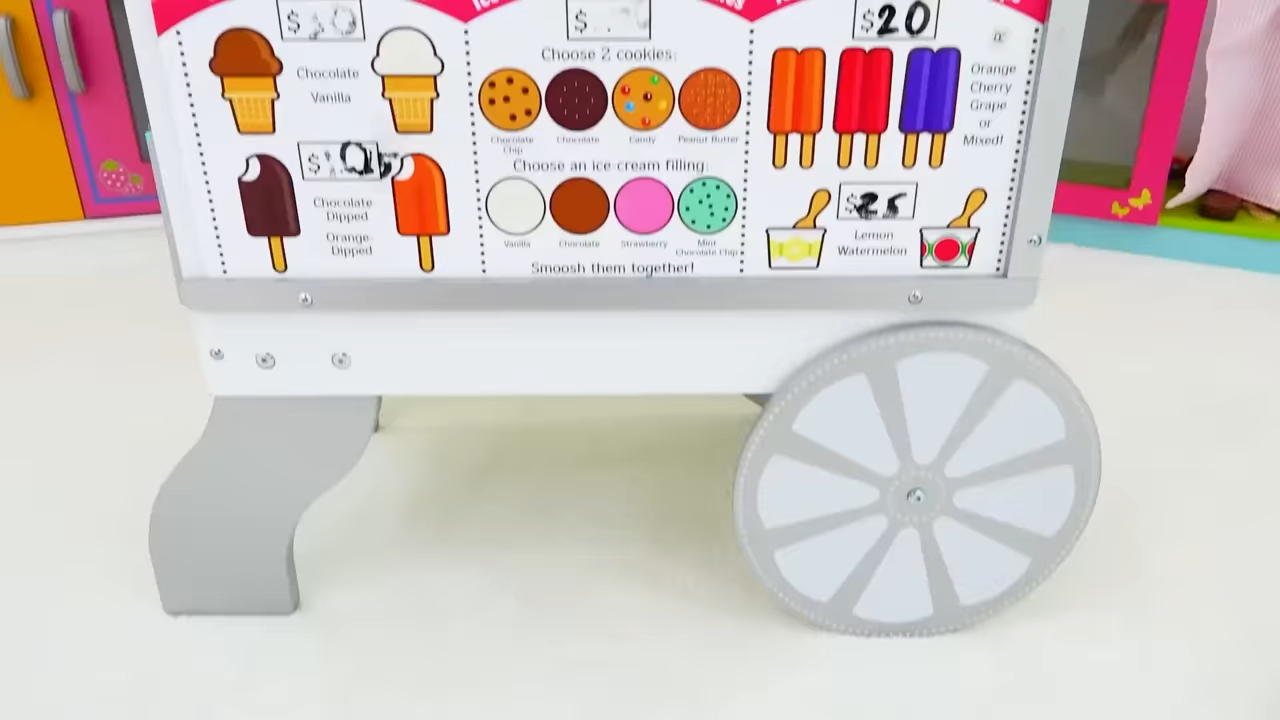 $
Chocolate
Vanilla
$
Chocolate
Dipped
Orange
Dipped
$
Choose 2 cookies:
Chocolate Chip
Chocolate
Candy
Peanut Butter
Choose an ice cream filling:
Vanilla
Chocolate
Strawberry
Mint Chocolate Chip
Smoosh them together!
$20
Orange
Cherry
Grape
or
Mixed!
$25
Lemon
Watermelon